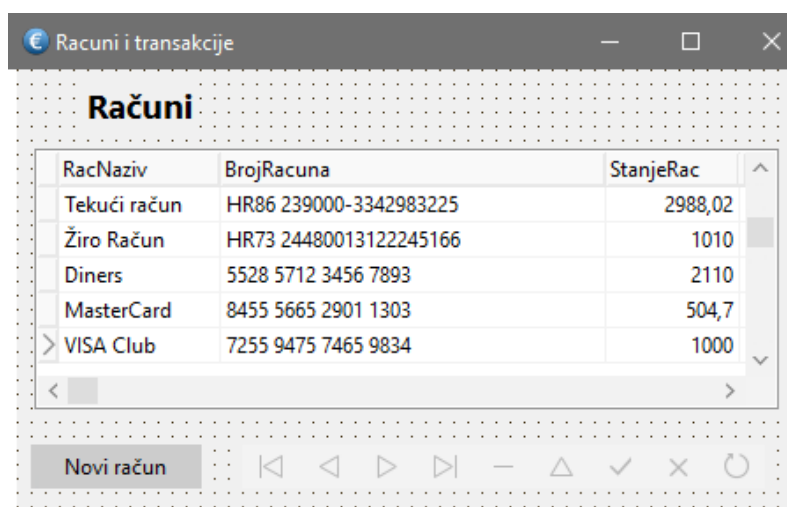 Racuni i transakcije
Računi
RacNaziv BrojRacuna StanjeRac
Tekući račun HR86 239000-3342983225 2988,02
Žiro Račun HR73 24480013122245166 1010
Diners 5528 5712 3456 7893 2110
MasterCard 8455 5665 2901 1303 504,7
VISA Club 7255 9475 7465 9834 1000
Novi račun